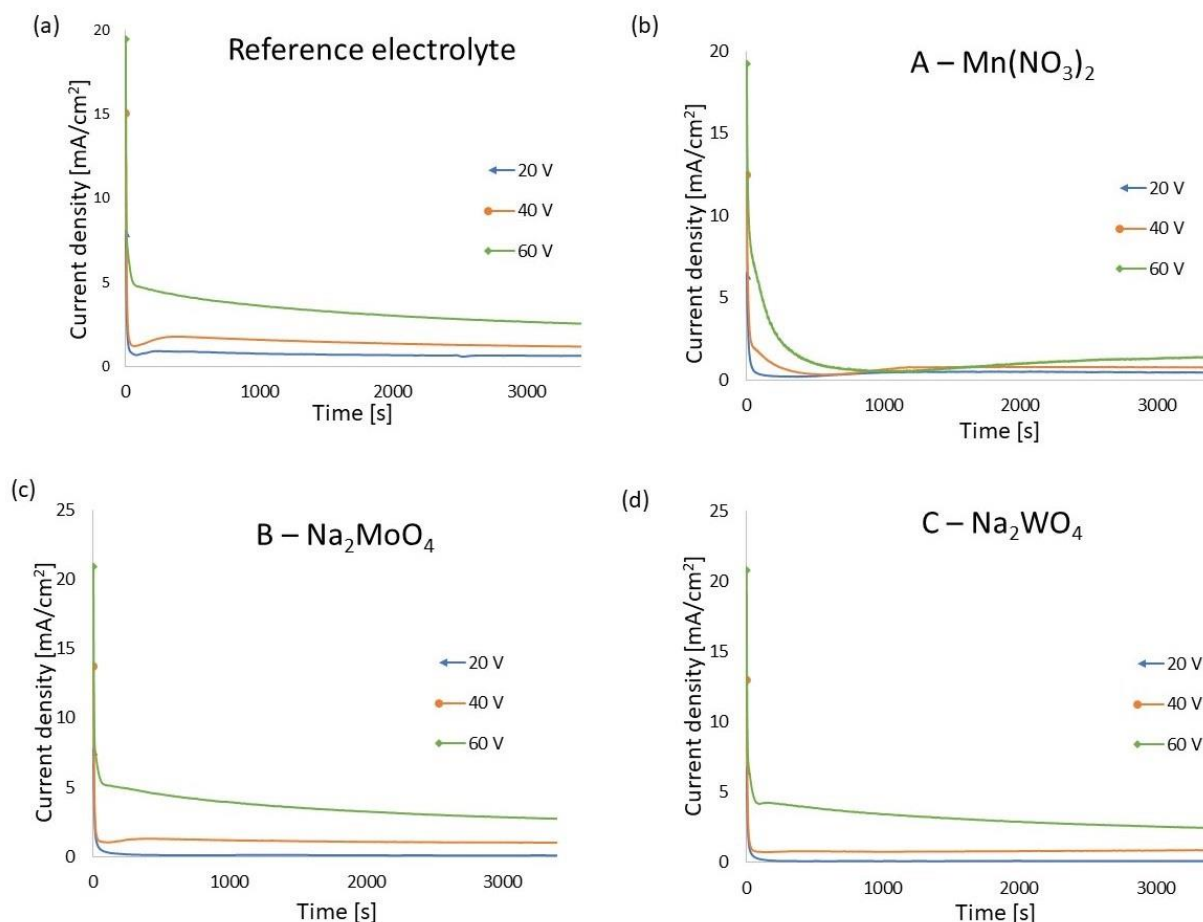 (a)
Reference electrolyte
Current density [mA/cm²]
20
15
10
5
0
0 1000 2000 3000
Time [s]
20 V
40 V
60 V
(b)
A – Mn(NO₃)₂
Current density [mA/cm²]
20
15
10
5
0
0 1000 2000 3000
Time [s]
20 V
40 V
60 V
(c)
B – Na₂MoO₄
Current density [mA/cm²]
25
20
15
10
5
0
0 1000 2000 3000
Time [s]
20 V
40 V
60 V
(d)
C – Na₂WO₄
Current density [mA/cm²]
25
20
15
10
5
0
0 1000 2000 3000
Time [s]
20 V
40 V
60 V